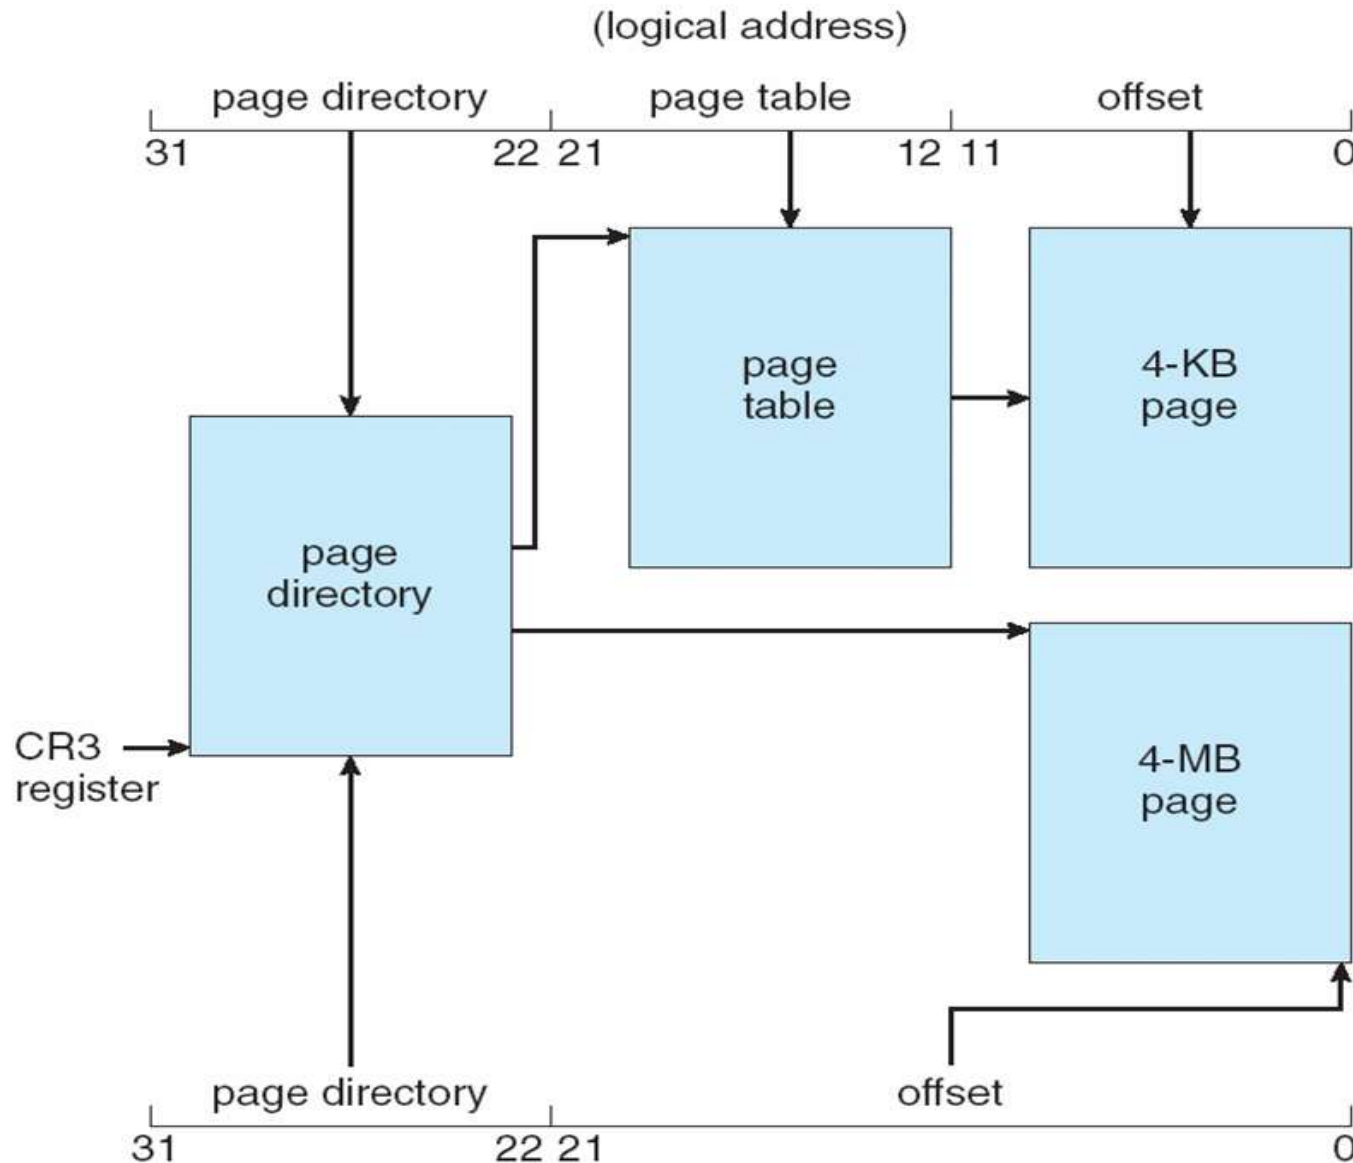 (logical address)
page directory page table offset
31 22 21 12 11 0
page
table
4-KB
page
page
directory
CR3
register
4-MB
page
page directory offset
31 22 21 0